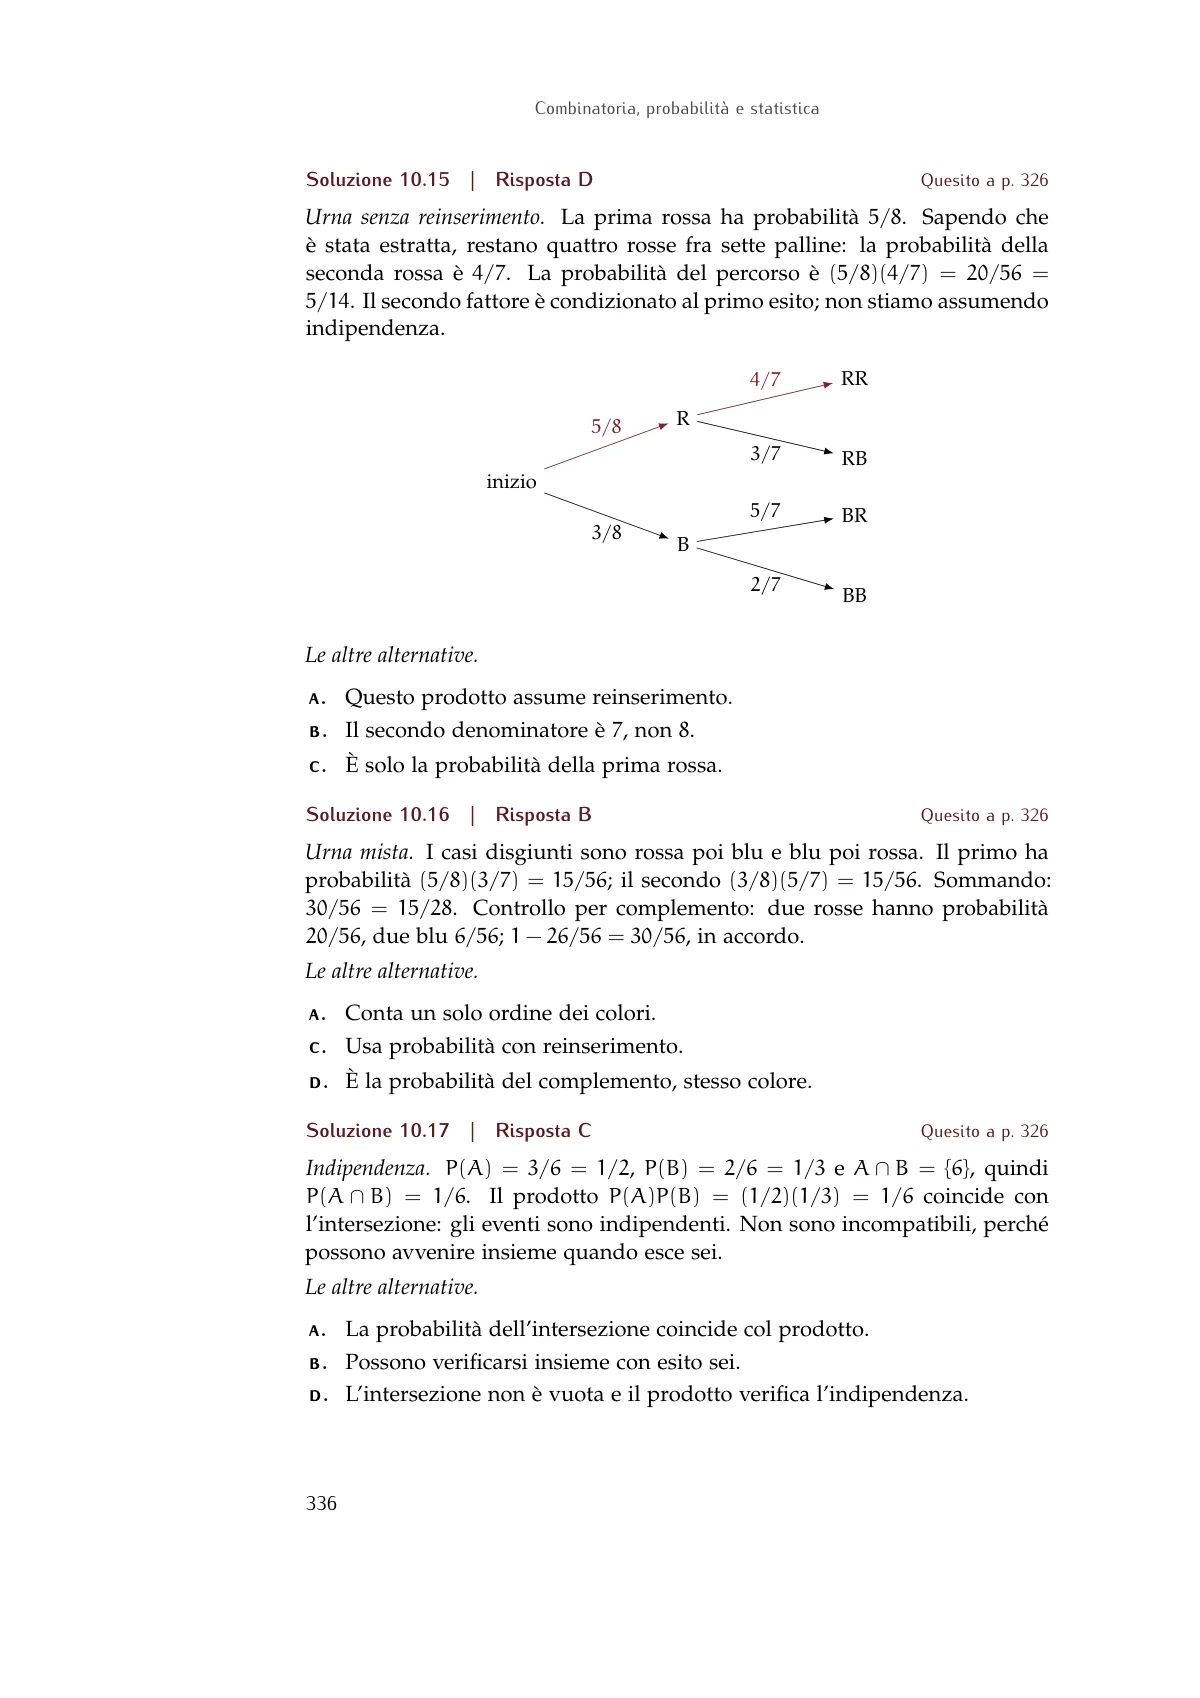 Combinatoria, probabilità e statistica
Soluzione 10.15 | Risposta D Quesito a p. 326
Urna senza reinserimento. La prima rossa ha probabilità 5/8. Sapendo che
è stata estratta, restano quattro rosse fra sette palline: la probabilità della
seconda rossa è 4/7. La probabilità del percorso è (5/8)(4/7) = 20/56 =
5/14. Il secondo fattore è condizionato al primo esito; non stiamo assumendo
indipendenza.
4/7 RR
5/8 R
3/7 RB
inizio
5/7 BR
3/8 B
2/7 BB
Le altre alternative.
A. Questo prodotto assume reinserimento.
B. Il secondo denominatore è 7, non 8.
C. È solo la probabilità della prima rossa.
Soluzione 10.16 | Risposta B Quesito a p. 326
Urna mista. I casi disgiunti sono rossa poi blu e blu poi rossa. Il primo ha
probabilità (5/8)(3/7) = 15/56; il secondo (3/8)(5/7) = 15/56. Sommando:
30/56 = 15/28. Controllo per complemento: due rosse hanno probabilità
20/56, due blu 6/56; 1 − 26/56 = 30/56, in accordo.
Le altre alternative.
A. Conta un solo ordine dei colori.
C. Usa probabilità con reinserimento.
D. È la probabilità del complemento, stesso colore.
Soluzione 10.17 | Risposta C Quesito a p. 326
Indipendenza. P(A) = 3/6 = 1/2, P(B) = 2/6 = 1/3 e A ∩ B = {6}, quindi
P(A ∩ B) = 1/6. Il prodotto P(A)P(B) = (1/2)(1/3) = 1/6 coincide con
l'intersezione: gli eventi sono indipendenti. Non sono incompatibili, perché
possono avvenire insieme quando esce sei.
Le altre alternative.
A. La probabilità dell'intersezione coincide col prodotto.
B. Possono verificarsi insieme con esito sei.
D. L'intersezione non è vuota e il prodotto verifica l'indipendenza.
336